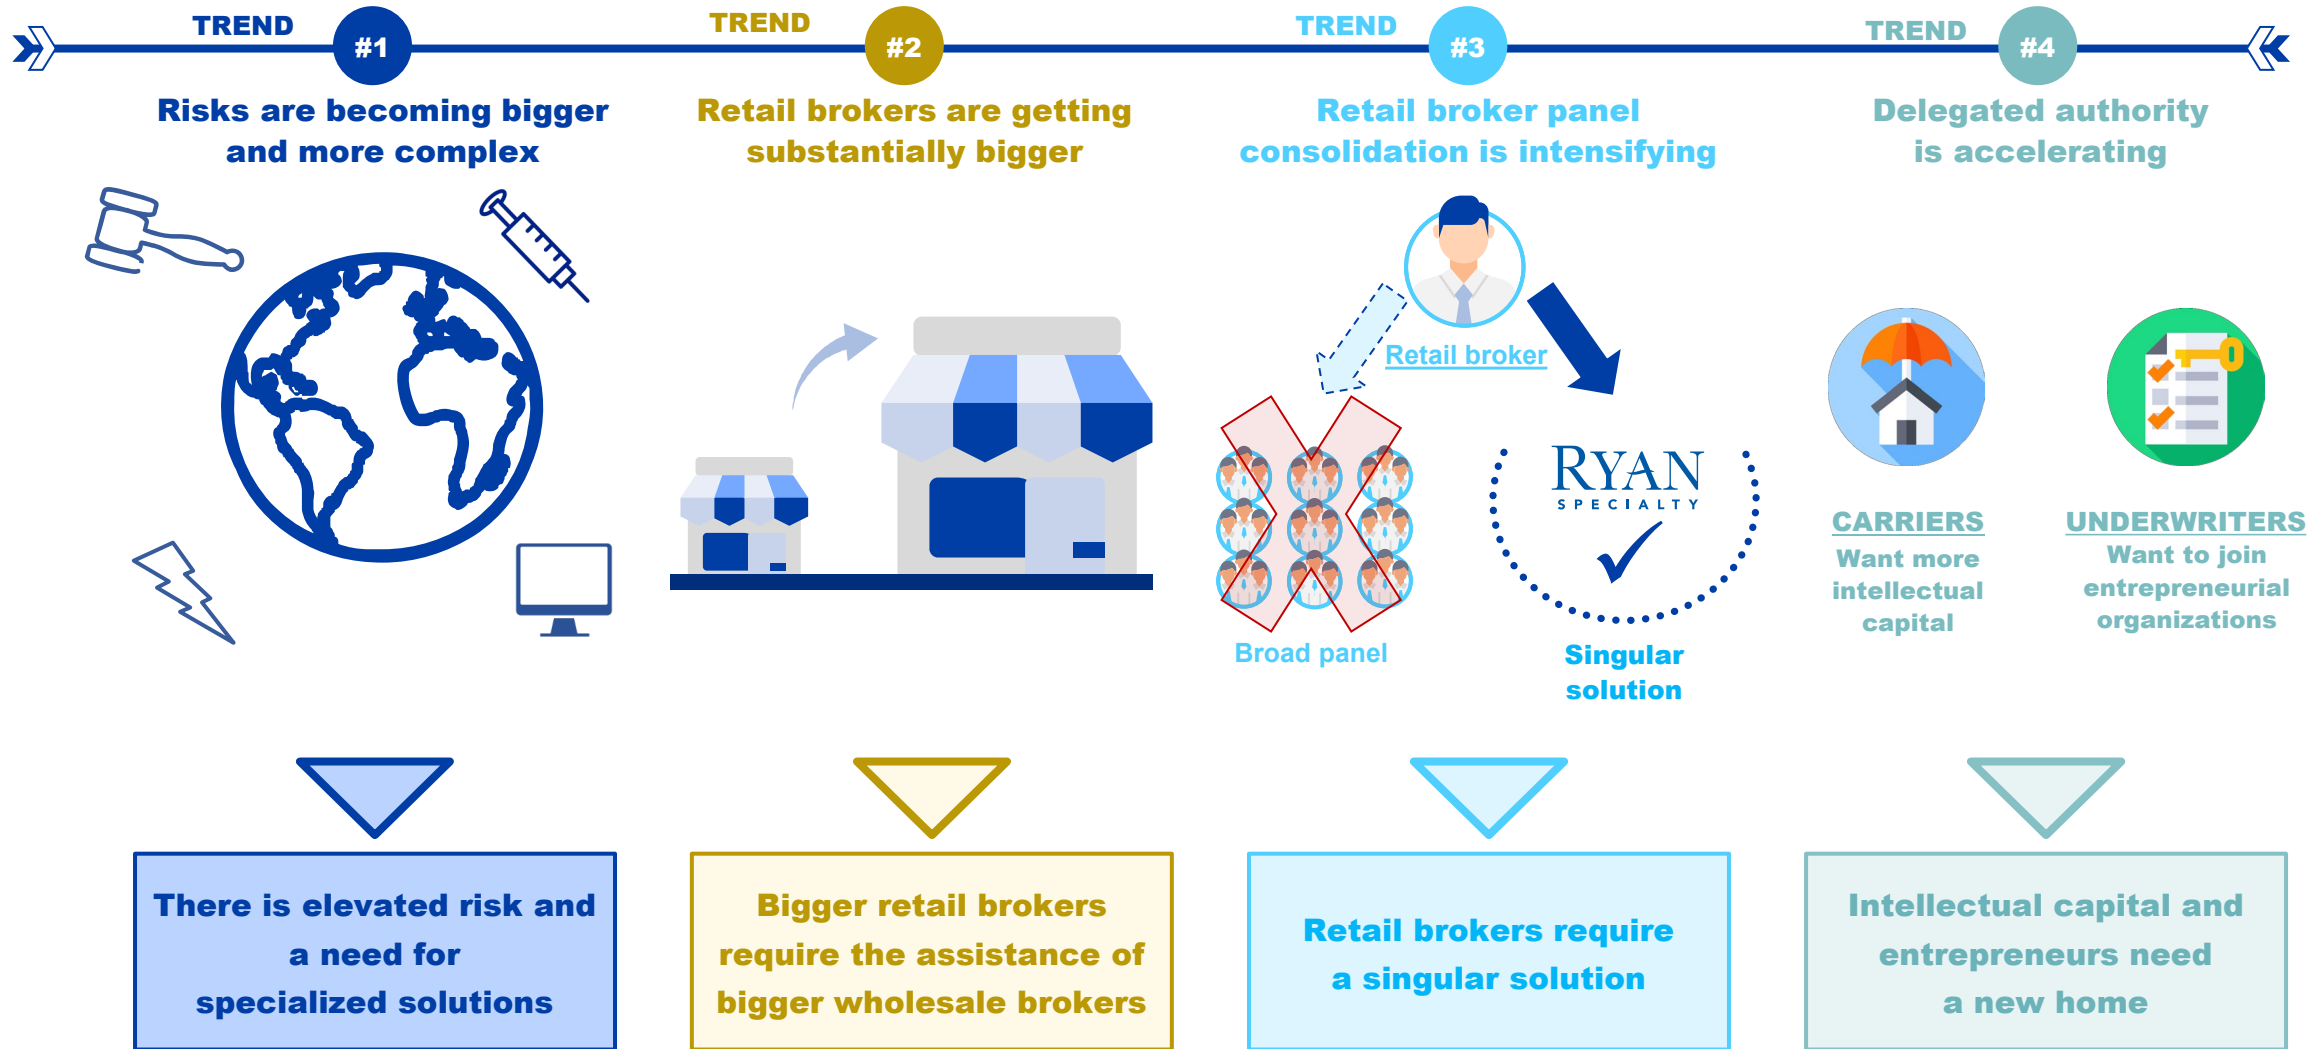 TREND
#1
Risks are becoming bigger
and more complex
There is elevated risk and
a need for
specialized solutions
TREND
#2
Retail brokers are getting
substantially bigger
Bigger retail brokers
require the assistance of
bigger wholesale brokers
TREND
#3
Retail broker panel
consolidation is intensifying
Retail broker
Broad panel
RYAN
SPECIALTY
Singular
solution
Retail brokers require
a singular solution
TREND
#4
Delegated authority
is accelerating
CARRIERS
Want more
intellectual
capital
UNDERWRITERS
Want to join
entrepreneurial
organizations
Intellectual capital and
entrepreneurs need
a new home